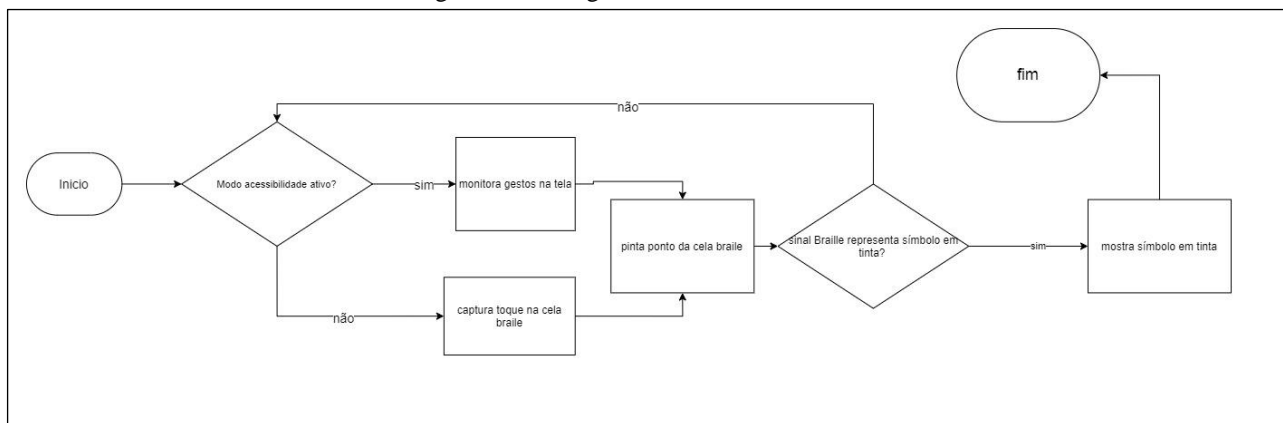 fim
não
Inicio
Modo acessibilidade ativo?
sim
monitora gestos na tela
pinta ponto da cela braile
sinal Braille representa símbolo em
tinta?
sim
mostra símbolo em tinta
não
captura toque na cela
braile